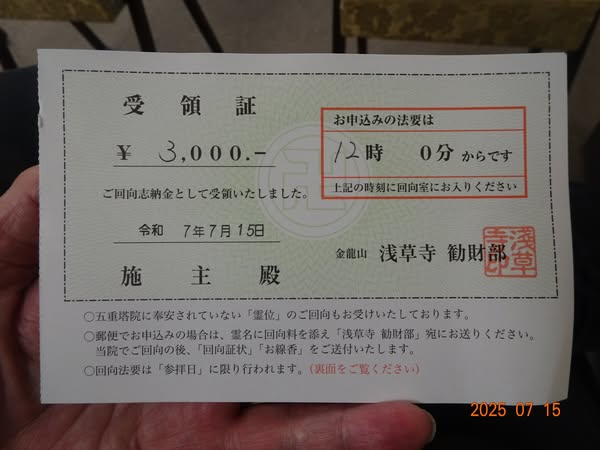 受領証
¥ 3,000.-
ご回向志納金として受領いたしました。
令和 7年7月15日
施主殿
お申込みの法要は
12時 0分からです
上記の時刻に回向室にお入りください
金龍山 浅草寺 勧財部
淺草
寺印
〇五重塔院に奉安されていない「霊位」のご回向もお受けいたしております。
〇郵便でお申込みの場合は、霊名に回向料を添え「浅草寺 勧財部」宛にお送りください。
当院でご回向の後、「回向証状」「お線香」をご送付いたします。
〇回向法要は「参拝日」に限り行われます。(裏面をご覧ください)
2025 07 15